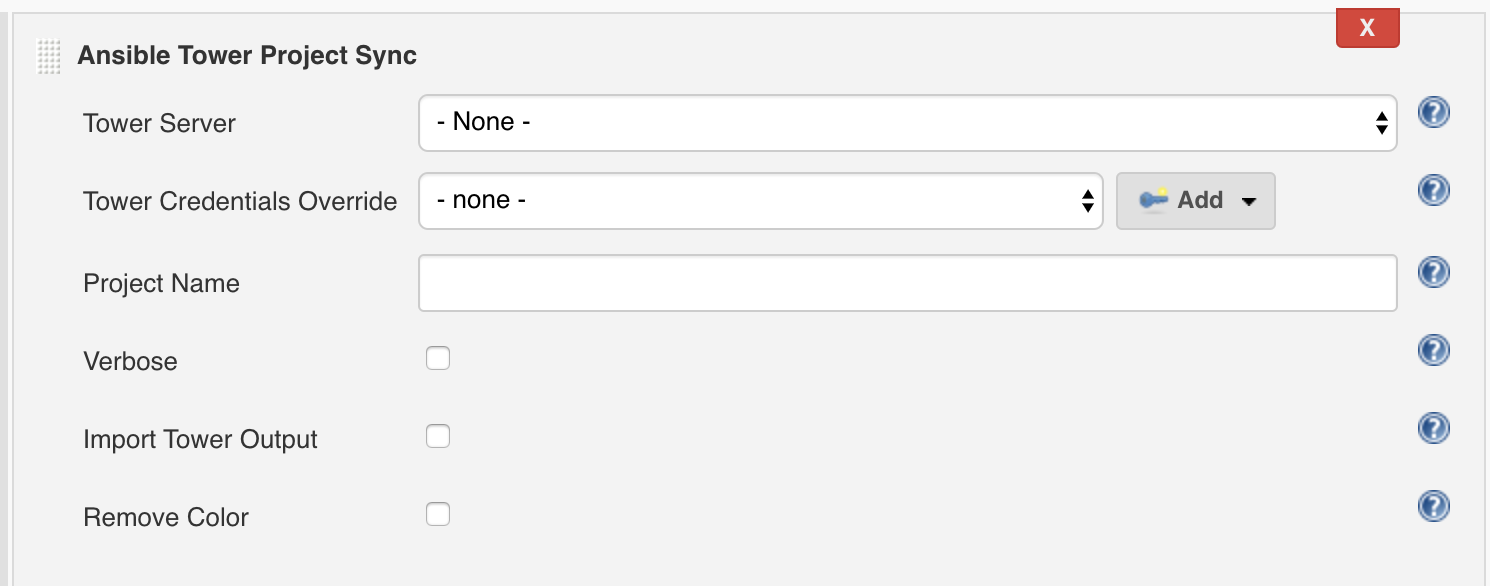 X
Ansible Tower Project Sync
Tower Server - None - ?
Tower Credentials Override - none - Add ?
Project Name ?
Verbose ?
Import Tower Output ?
Remove Color ?